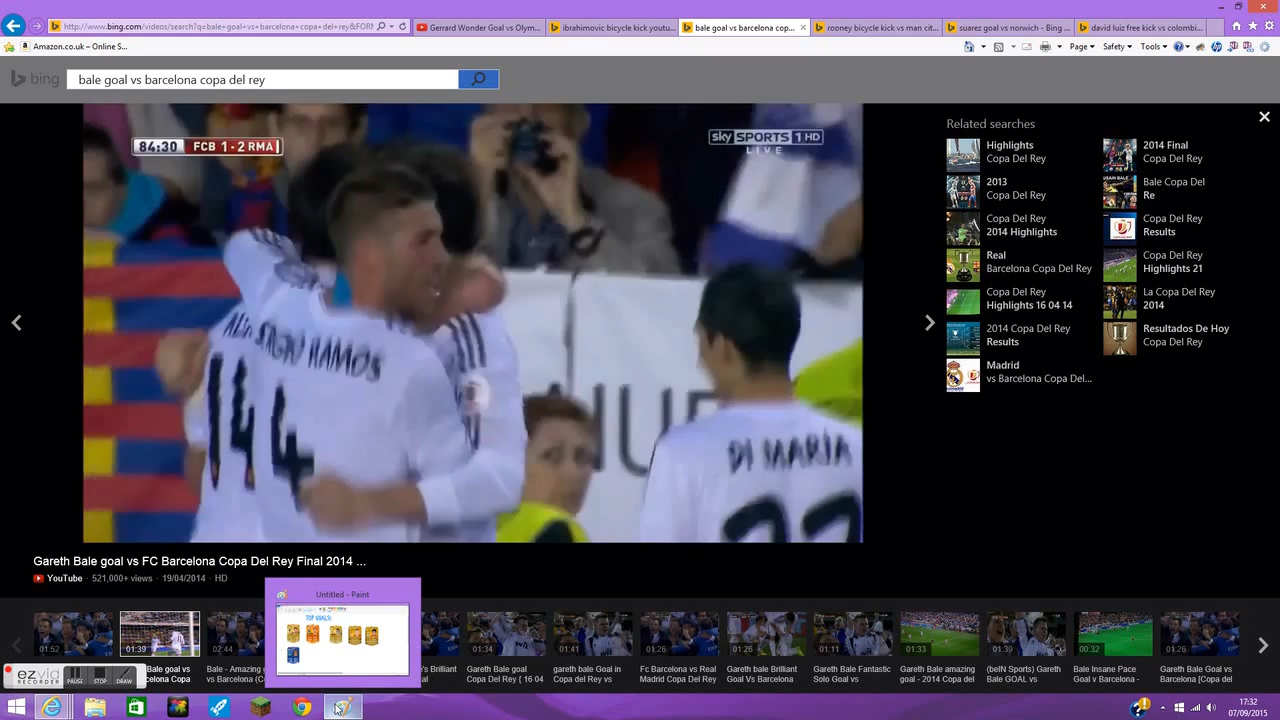 http://www.bing.com/videos/search?q=bale+goal+vs+barcelona+copa+del+rey&FORM
Gerrard Wonder Goal vs Olym...
ibrahimovic bicycle kick youtu...
bale goal vs barcelona cop...
rooney bicycle kick vs man cit...
suarez goal vs norwich - Bing ...
david luiz free kick vs colombi...
Amazon.co.uk – Online S...
Page
Safety
Tools
bing
bale goal vs barcelona copa del rey
84:30 FCB 1-2 RMA
sky SPORTS 1 HD
LIVE
SERGIO RAMOS
DI MARIA
Related searches
Highlights
Copa Del Rey
2014 Final
Copa Del Rey
2013
Copa Del Rey
Bale Copa Del
Re
Copa Del Rey
2014 Highlights
Copa Del Rey
Results
Real
Barcelona Copa Del Rey
Copa Del Rey
Highlights 21
Copa Del Rey
Highlights 16 04 14
La Copa Del Rey
2014
2014 Copa Del Rey
Results
Resultados De Hoy
Copa Del Rey
Madrid
vs Barcelona Copa Del...
Gareth Bale goal vs FC Barcelona Copa Del Rey Final 2014 ...
YouTube · 521,000+ views · 19/04/2014 · HD
Untitled - Paint
TOP GOALS!
01:52
01:39
02:44
01:26
01:34
01:41
01:26
01:26
01:11
01:33
01:39
00:32
01:26
Bale goal vs
Barcelona Copa
Bale - Amazing
vs Barcelona (C
's Brilliant
l
Gareth Bale goal
Copa Del Rey [ 16 04
gareth Bale goal in
Copa Del Rey vs
Fc Barcelona vs Real
Madrid Copa Del Rey
Gareth bale Brilliant
Goal Vs Barcelona
Gareth Bale Fantastic
Solo Goal vs
Gareth Bale amazing
goal - 2014 Copa del
(ESPN Sports) Gareth
Bale GOAL vs
Bale Insane Pace
Goal v Barcelona -
Gareth Bale Goal vs
Barcelona [Copa del
ezvid
RECORDER
PAUSE
STOP
DRAW
17:32
07/09/2015